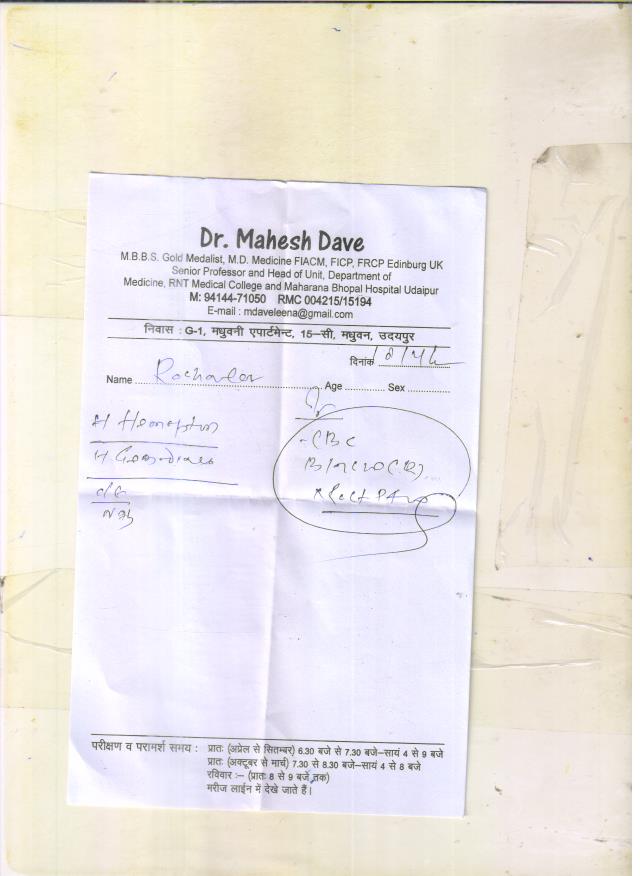 Dr. Mahesh Dave
M.B.B.S. Gold Medalist, M.D. Medicine FIACM, FICP, FRCP Edinburg UK
Senior Professor and Head of Unit, Department of
Medicine, RNT Medical College and Maharana Bhopal Hospital Udaipur
M: 94144-71050 RMC 004215/15194
E-mail : mdaveleena@gmail.com
निवास : G-1, मधुवनी एपार्टमेन्ट, 15–सी, मधुवन, उदयपुर
दिनांक
Name Age Sex
CBC
परीक्षण व परामर्श समय : प्रातः (अप्रेल से सितम्बर) 6.30 बजे से 7.30 बजे–सायं 4 से 9 बजे
प्रातः (अक्टूबर से मार्च) 7.30 से 8.30 बजे–सायं 4 से 8 बजे
रविवार :– (प्रातः 8 से 9 बजे तक)
मरीज लाईन में देखे जाते हैं।